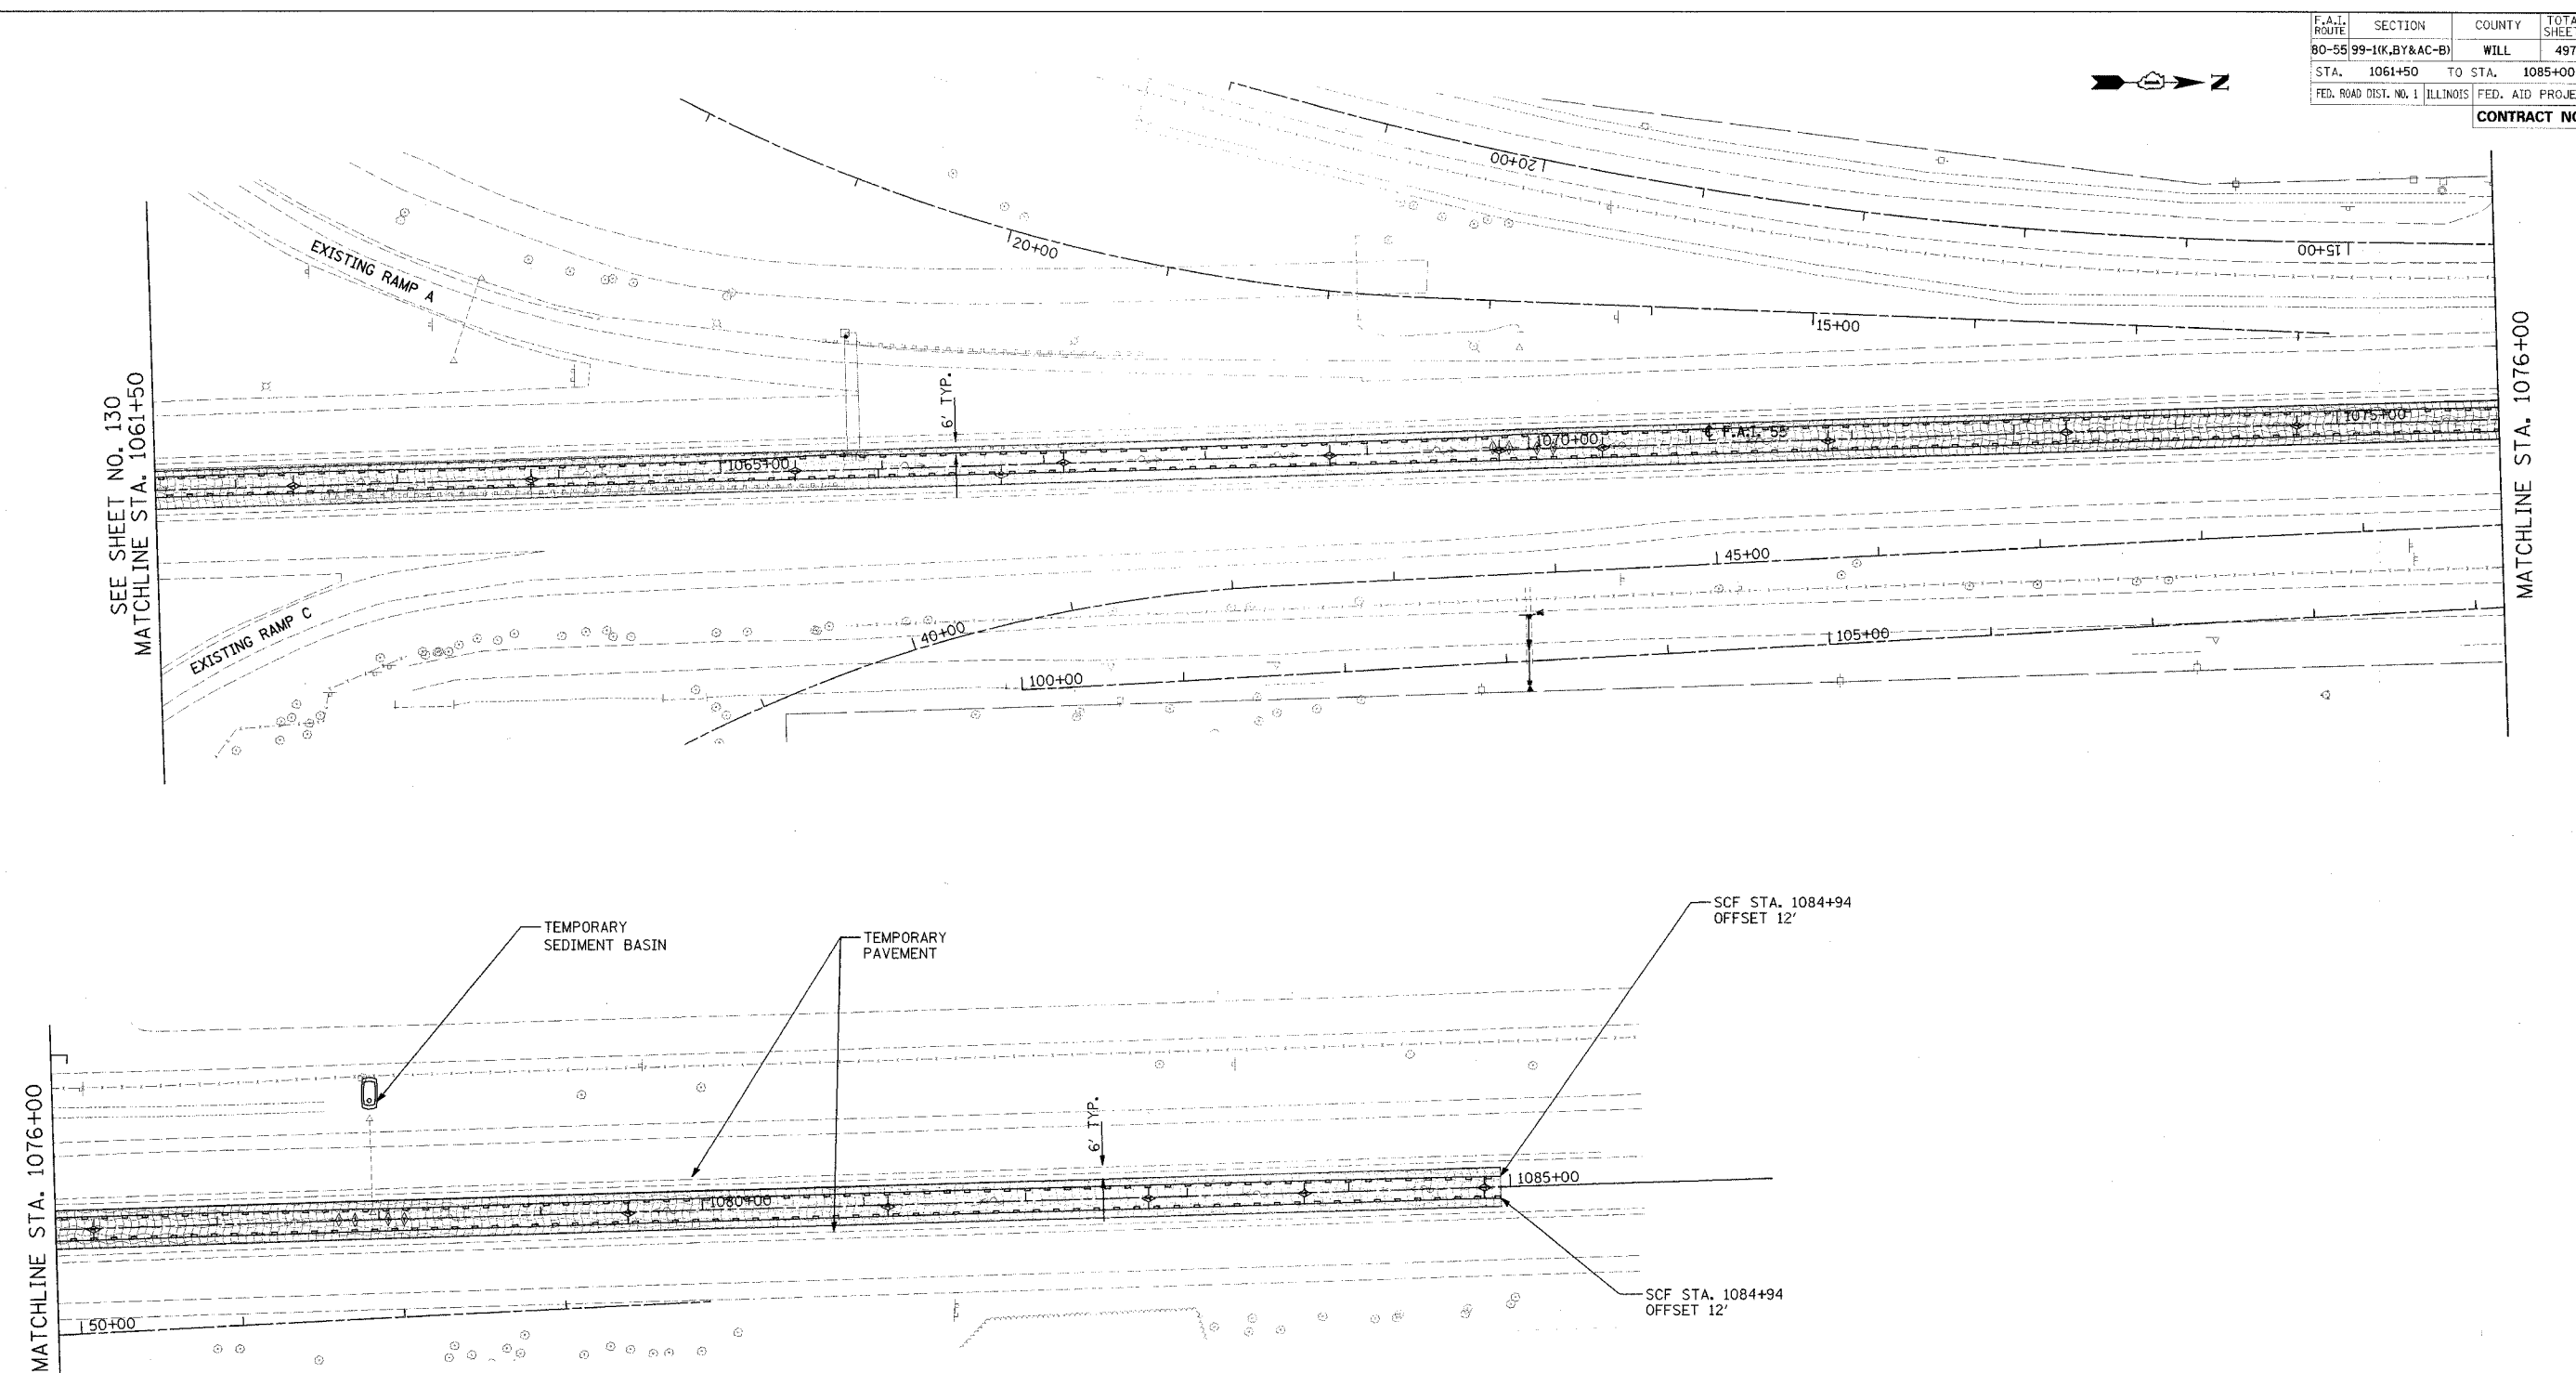 F.A.I. ROUTE SECTION COUNTY
80-55 99-1(K,BY&AC-B) WILL 497
STA. 1061+50 TO STA. 1085+00
FED. ROAD DIST. NO. 1 ILLINOIS FED. AID
CONTRACT
N
20+00
20+00
15+00
15+00
EXISTING RAMP A
SEE SHEET NO. 130
MATCHLINE STA. 1061+50
6' TYP.
1065+00
1070+00
℄ F.A.I. 55
1075+00
MATCHLINE STA. 1076+00
EXISTING RAMP C
40+00
45+00
100+00
105+00
TEMPORARY
SEDIMENT BASIN
TEMPORARY
PAVEMENT
SCF STA. 1084+94
OFFSET 12'
MATCHLINE STA. 1076+00
6' TYP.
1080+00
1085+00
50+00
SCF STA. 1084+94
OFFSET 12'